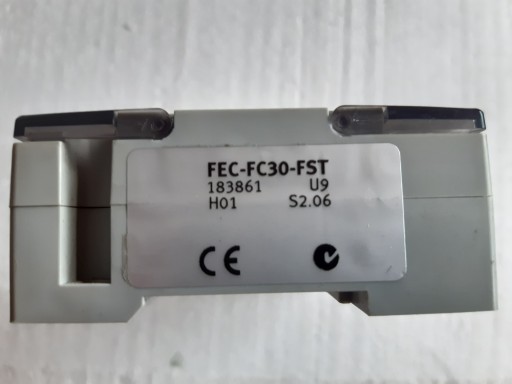 FEC-FC30-FST
183861 U9
H01 S2.06
CE